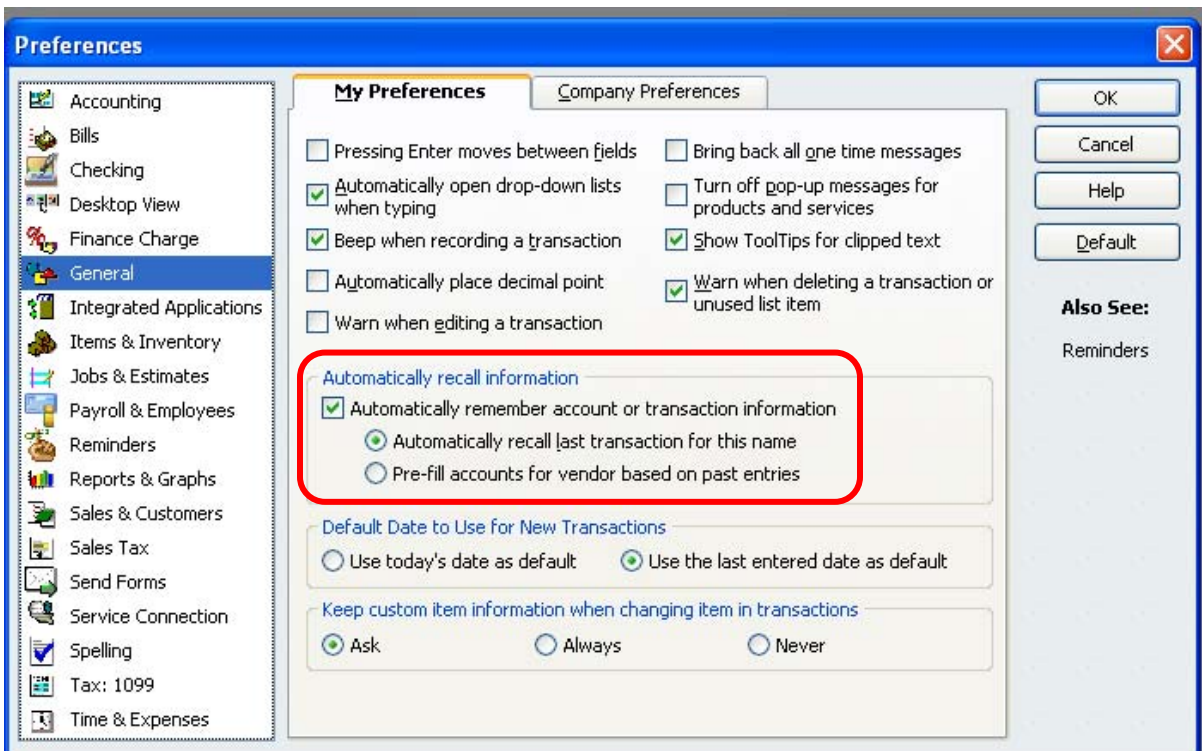 Preferences
Accounting
Bills
Checking
Desktop View
Finance Charge
General
Integrated Applications
Items & Inventory
Jobs & Estimates
Payroll & Employees
Reminders
Reports & Graphs
Sales & Customers
Sales Tax
Send Forms
Service Connection
Spelling
Tax: 1099
Time & Expenses
My Preferences
Company Preferences
Pressing Enter moves between fields
Automatically open drop-down lists
when typing
Beep when recording a transaction
Automatically place decimal point
Warn when editing a transaction
Bring back all one time messages
Turn off pop-up messages for
products and services
Show ToolTips for clipped text
Warn when deleting a transaction or
unused list item
Automatically recall information
Automatically remember account or transaction information
Automatically recall last transaction for this name
Pre-fill accounts for vendor based on past entries
Default Date to Use for New Transactions
Use today's date as default
Use the last entered date as default
Keep custom item information when changing item in transactions
Ask
Always
Never
OK
Cancel
Help
Default
Also See:
Reminders